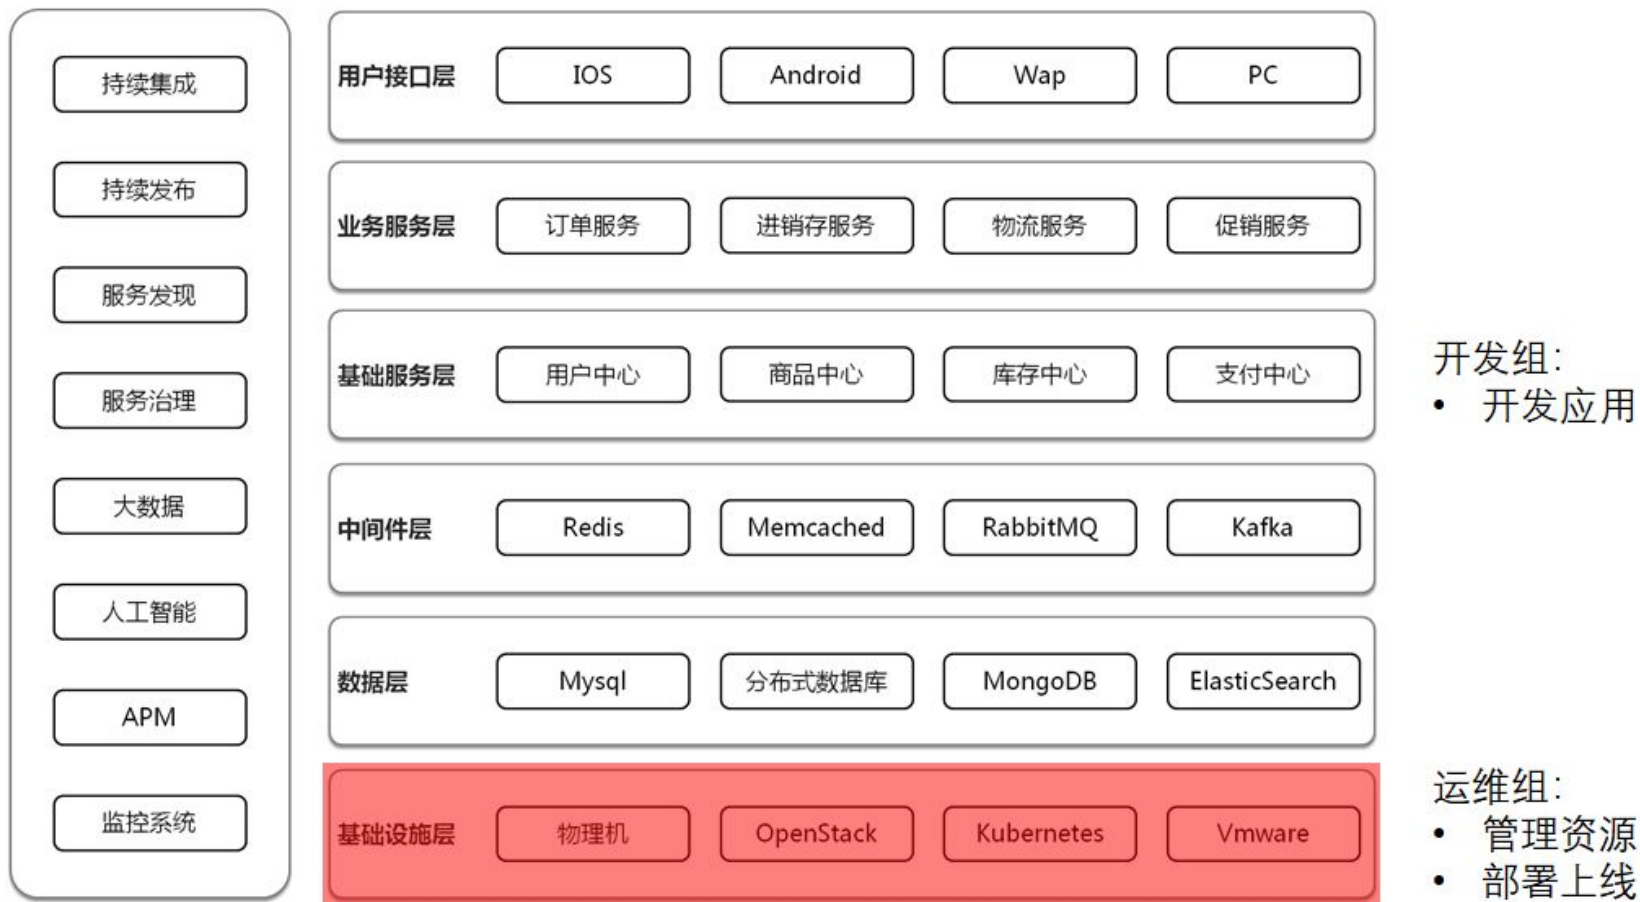 持续集成
持续发布
服务发现
服务治理
大数据
人工智能
APM
监控系统
用户接口层 IOS Android Wap PC
业务服务层 订单服务 进销存服务 物流服务 促销服务
基础服务层 用户中心 商品中心 库存中心 支付中心
中间件层 Redis Memcached RabbitMQ Kafka
数据层 Mysql 分布式数据库 MongoDB ElasticSearch
基础设施层 物理机 OpenStack Kubernetes Vmware
开发组:
• 开发应用
运维组:
• 管理资源
• 部署上线